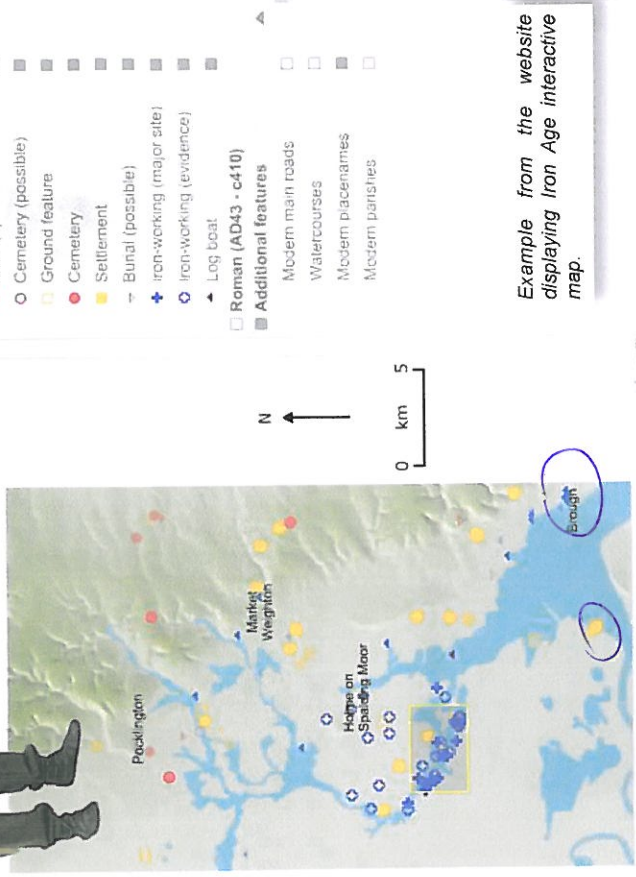 Cemetery (possible)
Ground feature
Cemetery
Settlement
Burial (possible)
Iron-working (major site)
Iron-working (evidence)
Log boat
Roman (AD43 - c410)
Additional features
Modern main roads
Watercourses
Modern placenames
Modern parishes
Example from the website
displaying Iron Age interactive
map.
N
0 km 5
Pocklington
Market
Weighton
Holme on
Spalding Moor
Brough